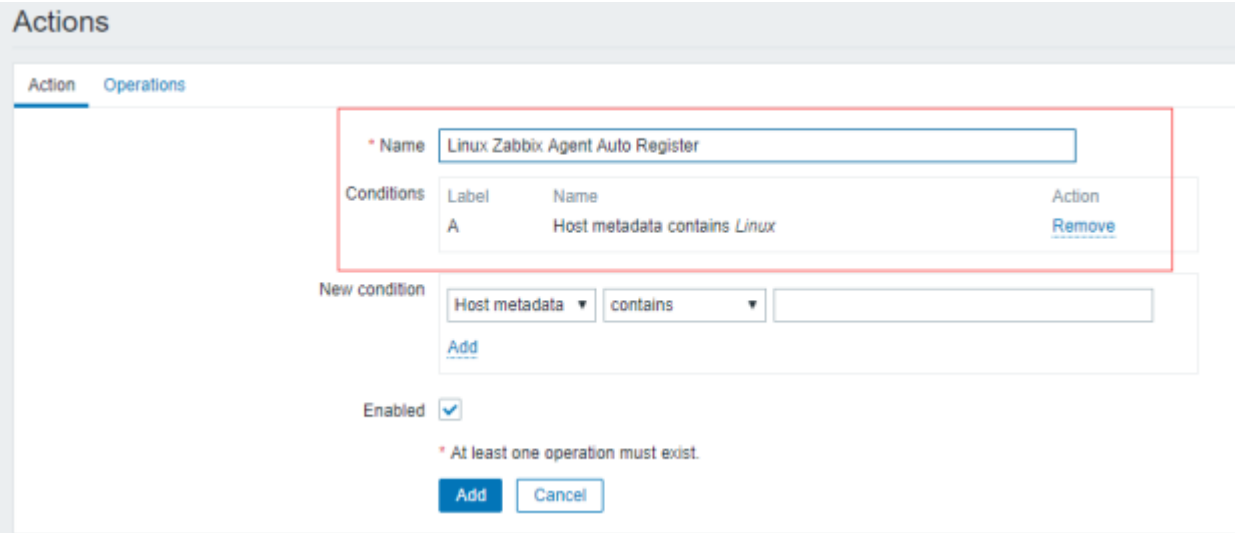 Actions
Action Operations
* Name Linux Zabbix Agent Auto Register
Conditions Label Name Action
A Host metadata contains Linux Remove
New condition Host metadata contains
Add
Enabled
* At least one operation must exist.
Add Cancel